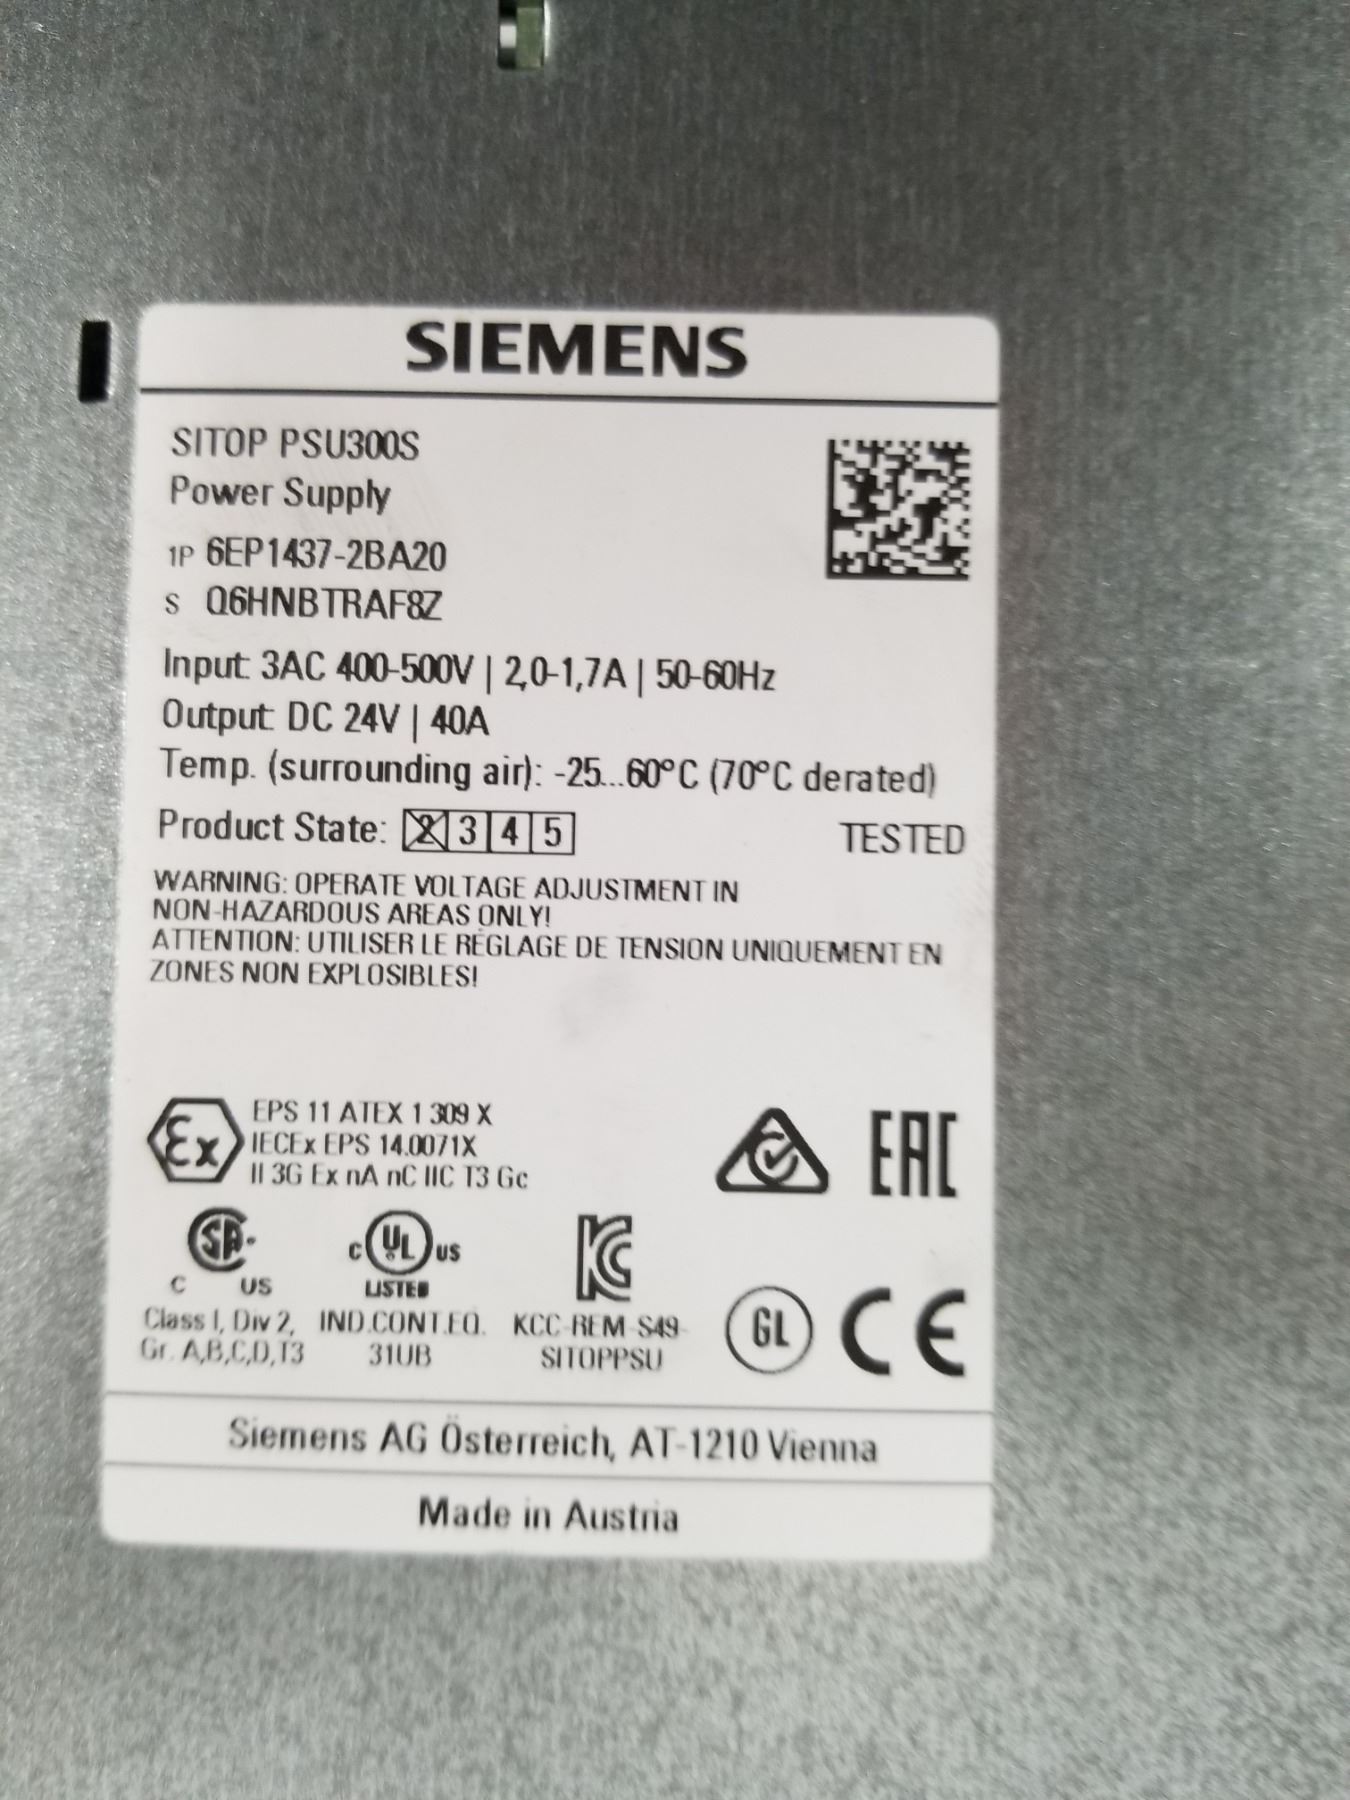 SIEMENS
SITOP PSU300S
Power Supply
1P 6EP1437-2BA20
S Q6HNBTRAF8Z
Input: 3AC 400-500V | 2,0-1,7A | 50-60Hz
Output: DC 24V | 40A
Temp. (surrounding air): -25...60°C (70°C derated)
Product State: 2 3 4 5 TESTED
WARNING: OPERATE VOLTAGE ADJUSTMENT IN
NON-HAZARDOUS AREAS ONLY!
ATTENTION: UTILISER LE RÉGLAGE DE TENSION UNIQUEMENT EN
ZONES NON EXPLOSIBLES!
Ex
EPS 11 ATEX 1 309 X
IECEx EPS 14.0071X
II 3G Ex nA nC IIC T3 Gc
EAC
SA
C US
Class I, Div 2,
Gr. A,B,C,D,T3
C UL US
LISTED
IND.CONT.EQ.
31UB
KC
KCC-REM-S49-
SITOPPSU
GL
CE
Siemens AG Österreich, AT-1210 Vienna
Made in Austria